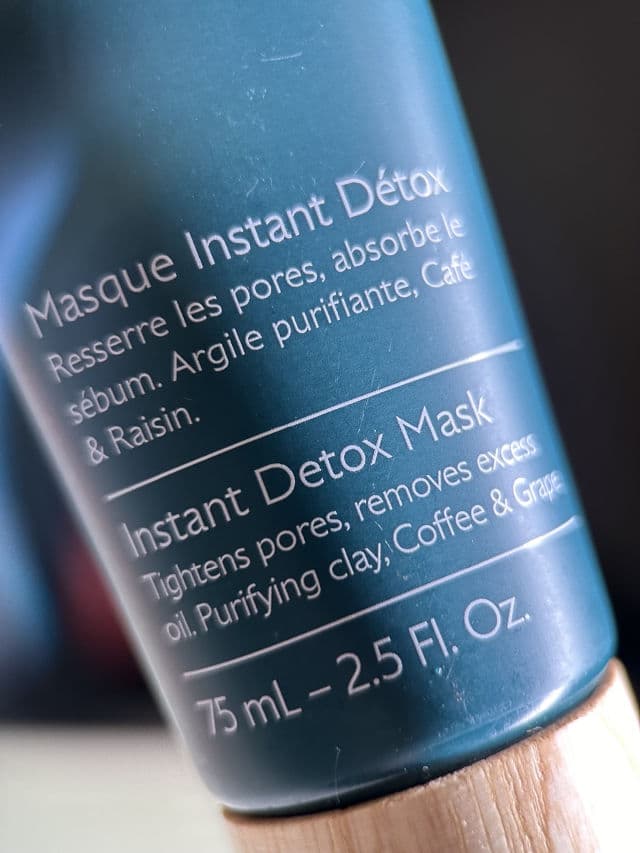 Masque Instant Détox
Resserre les pores, absorbe le
sébum. Argile purifiante, Café
& Raisin.
Instant Detox Mask
Tightens pores, removes excess
oil. Purifying clay, Coffee & Grape
75 mL – 2.5 Fl. Oz.